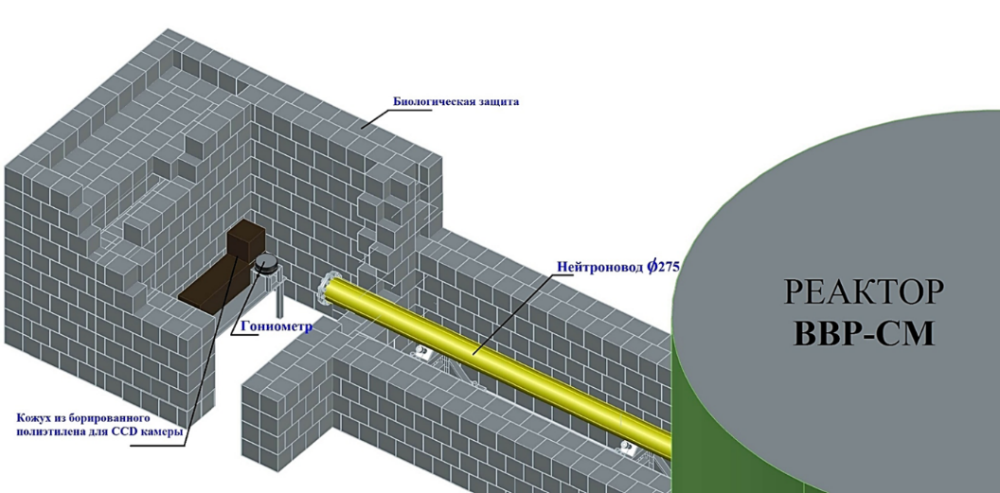 Биологическая защита
Нейтроновод ϕ275
РЕАКТОР
ВВР-СМ
Гониометр
Кожух из борированного
полиэтилена для CCD камеры